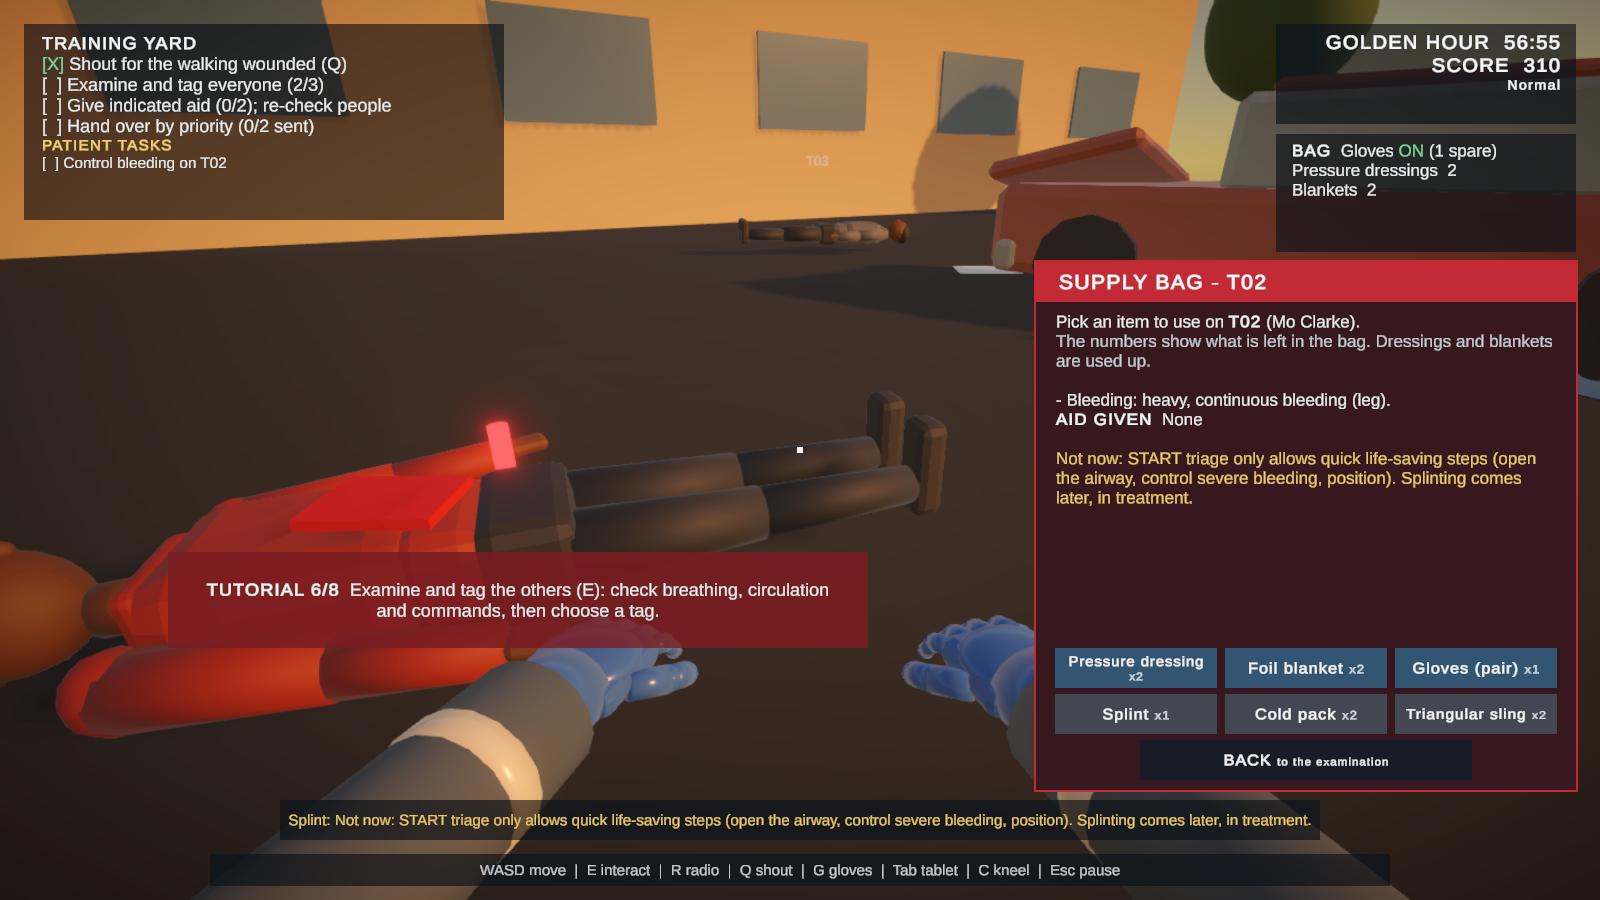 TRAINING YARD
[X] Shout for the walking wounded (Q)
[ ] Examine and tag everyone (2/3)
[ ] Give indicated aid (0/2); re-check people
[ ] Hand over by priority (0/2 sent)
PATIENT TASKS
[ ] Control bleeding on T02
GOLDEN HOUR 56:55
SCORE 310
Normal
BAG Gloves ON (1 spare)
Pressure dressings 2
Blankets 2
T03
SUPPLY BAG - T02
Pick an item to use on T02 (Mo Clarke).
The numbers show what is left in the bag. Dressings and blankets
are used up.
- Bleeding: heavy, continuous bleeding (leg).
AID GIVEN None
Not now: START triage only allows quick life-saving steps (open
the airway, control severe bleeding, position). Splinting comes
later, in treatment.
TUTORIAL 6/8 Examine and tag the others (E): check breathing, circulation
and commands, then choose a tag.
Pressure dressing
x2
Foil blanket x2
Gloves (pair) x1
Splint x1
Cold pack x2
Triangular sling x2
BACK to the examination
Splint: Not now: START triage only allows quick life-saving steps (open the airway, control severe bleeding, position). Splinting comes later, in treatment.
WASD move | E interact | R radio | Q shout | G gloves | Tab tablet | C kneel | Esc pause